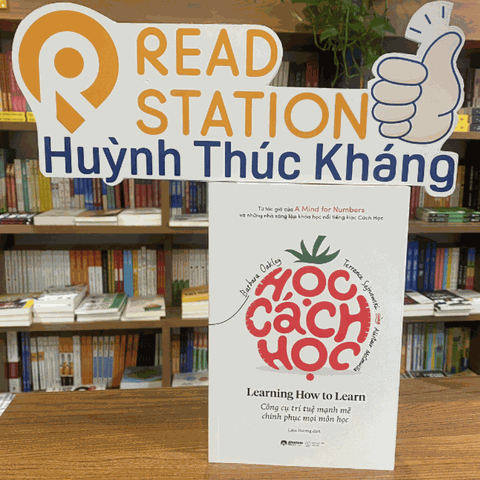 READ
STATION
Huỳnh Thúc Kháng
Từ tác giả của A Mind for Numbers
và những nhà sáng lập khóa học nổi tiếng Học Cách Học
Barbara Oakley
Terrence Sejnowski
Alistair McConville
HỌC
CÁCH
HỌC
Learning How to Learn
Công cụ trí tuệ mạnh mẽ
chinh phục mọi môn học